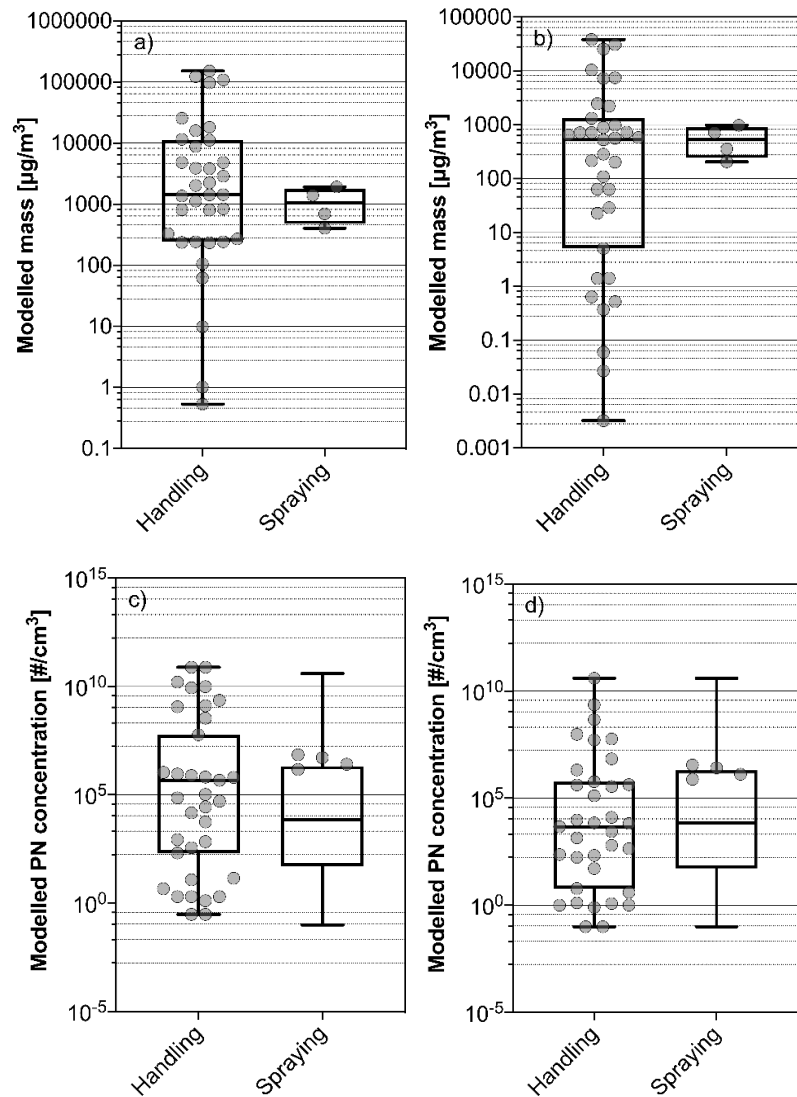 a)
Modelled mass [µg/m³]
1000000
100000
10000
1000
100
10
1
0.1
Handling
Spraying
b)
Modelled mass [µg/m³]
100000
10000
1000
100
10
1
0.1
0.01
0.001
Handling
Spraying
c)
Modelled PN concentration [#/cm³]
10¹⁵
10¹⁰
10⁵
10⁰
10⁻⁵
Handling
Spraying
d)
Modelled PN concentration [#/cm³]
10¹⁵
10¹⁰
10⁵
10⁰
10⁻⁵
Handling
Spraying